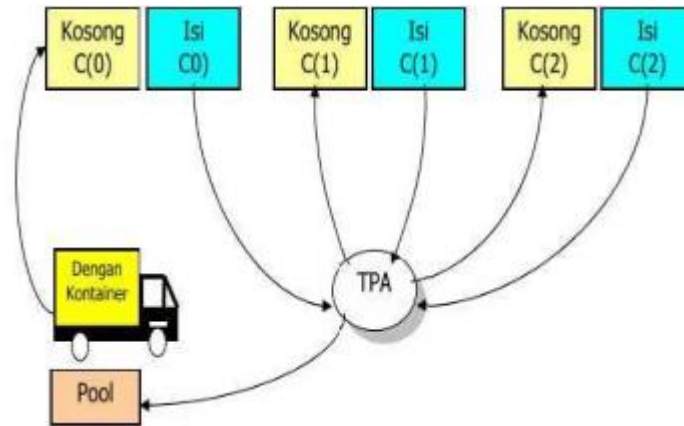 Kosong
C(0)
Isi
C0)
Kosong
C(1)
Isi
C(1)
Kosong
C(2)
Isi
C(2)
Dengan
Kontainer
TPA
Pool